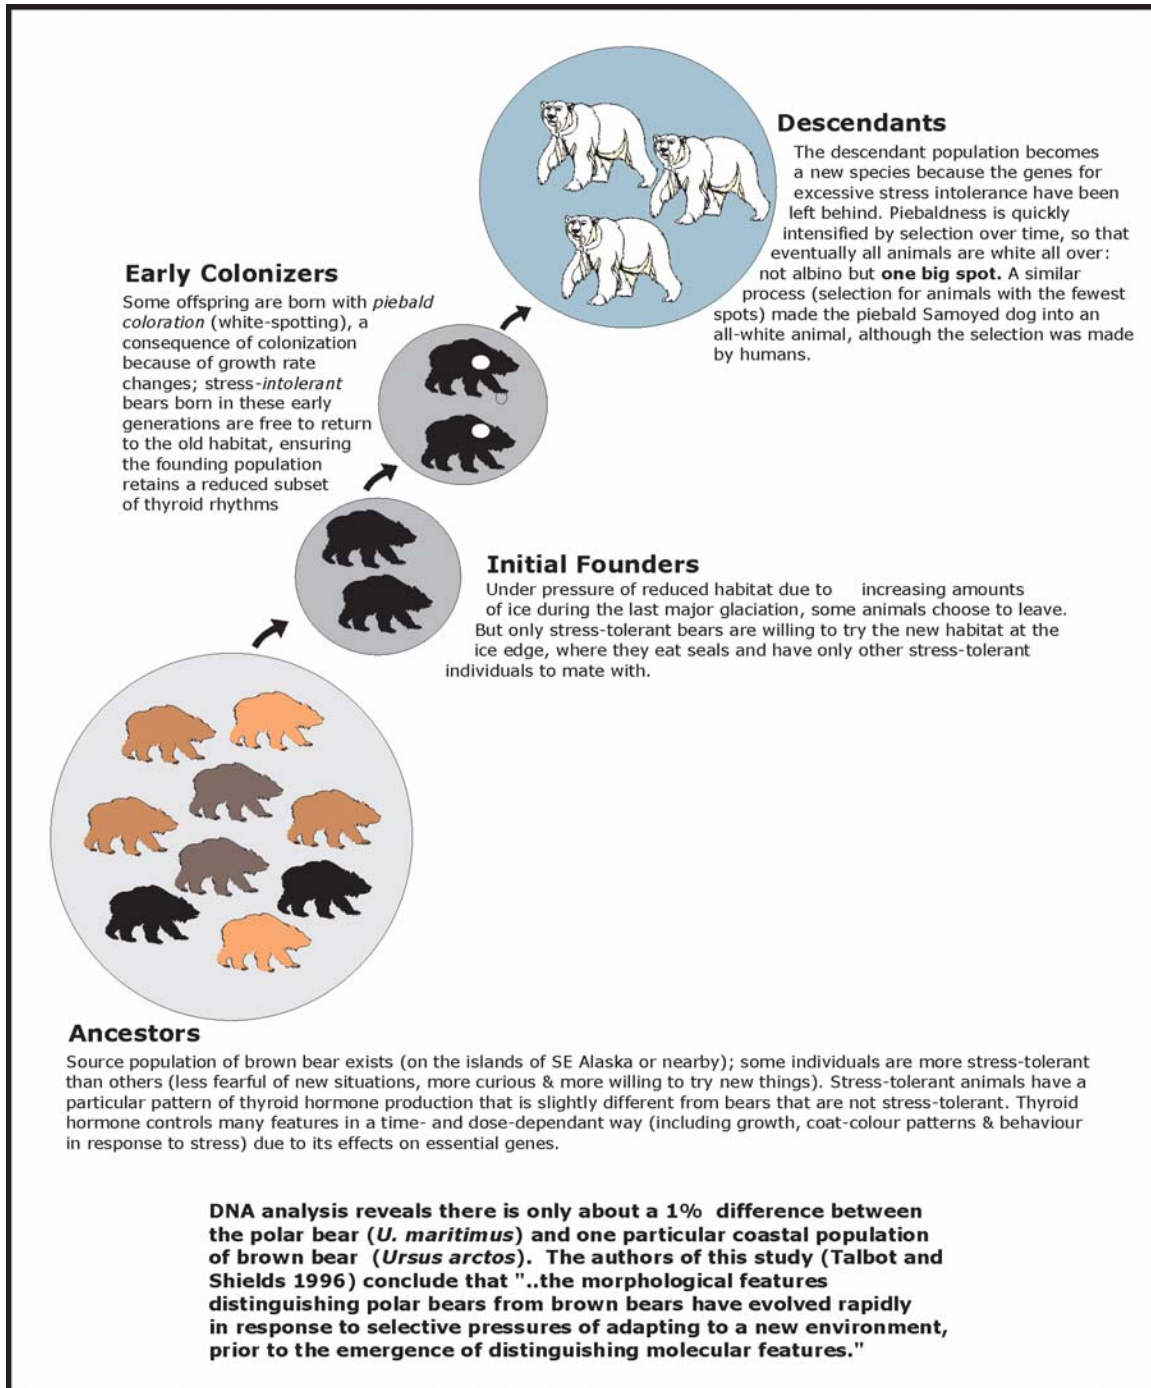 Descendants
The descendant population becomes
a new species because the genes for
excessive stress intolerance have been
left behind. Piebaldness is quickly
intensified by selection over time, so that
eventually all animals are white all over:
not albino but one big spot. A similar
process (selection for animals with the fewest
spots) made the piebald Samoyed dog into an
all-white animal, although the selection was made
by humans.
Early Colonizers
Some offspring are born with piebald
coloration (white-spotting), a
consequence of colonization
because of growth rate
changes; stress-intolerant
bears born in these early
generations are free to return
to the old habitat, ensuring
the founding population
retains a reduced subset
of thyroid rhythms
Initial Founders
Under pressure of reduced habitat due to increasing amounts
of ice during the last major glaciation, some animals choose to leave.
But only stress-tolerant bears are willing to try the new habitat at the
ice edge, where they eat seals and have only other stress-tolerant
individuals to mate with.
Ancestors
Source population of brown bear exists (on the islands of SE Alaska or nearby); some individuals are more stress-tolerant
than others (less fearful of new situations, more curious & more willing to try new things). Stress-tolerant animals have a
particular pattern of thyroid hormone production that is slightly different from bears that are not stress-tolerant. Thyroid
hormone controls many features in a time- and dose-dependant way (including growth, coat-colour patterns & behaviour
in response to stress) due to its effects on essential genes.
DNA analysis reveals there is only about a 1% difference between
the polar bear (U. maritimus) and one particular coastal population
of brown bear (Ursus arctos). The authors of this study (Talbot and
Shields 1996) conclude that "..the morphological features
distinguishing polar bears from brown bears have evolved rapidly
in response to selective pressures of adapting to a new environment,
prior to the emergence of distinguishing molecular features."